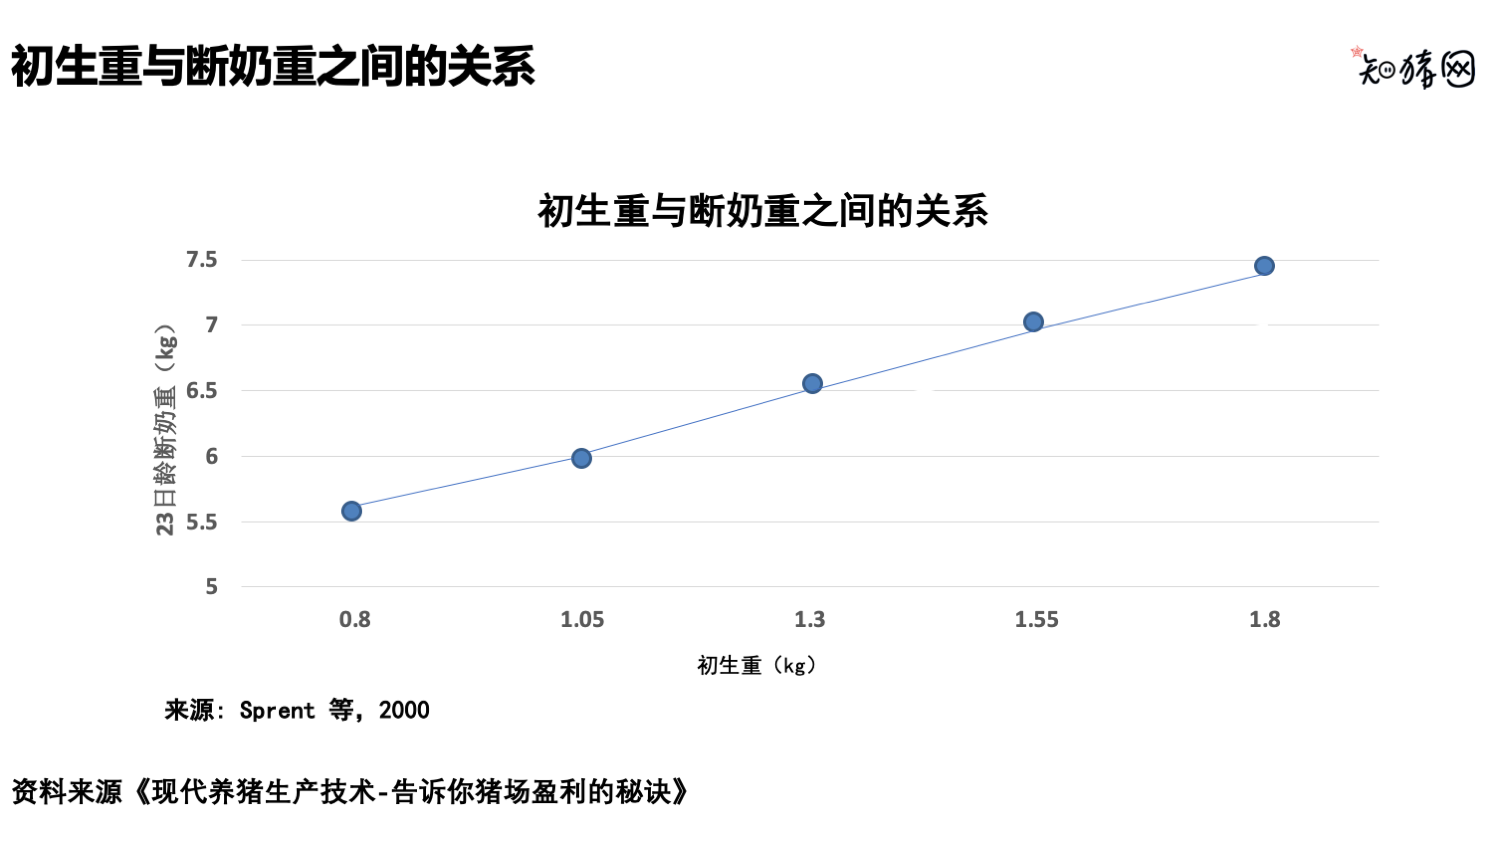 初生重与断奶重之间的关系
知猪网
初生重与断奶重之间的关系
7.5
7
6.5
6
5.5
5
23日龄断奶重（kg）
0.8 1.05 1.3 1.55 1.8
初生重（kg）
来源: Sprent 等，2000
资料来源《现代养猪生产技术-告诉你猪场盈利的秘诀》